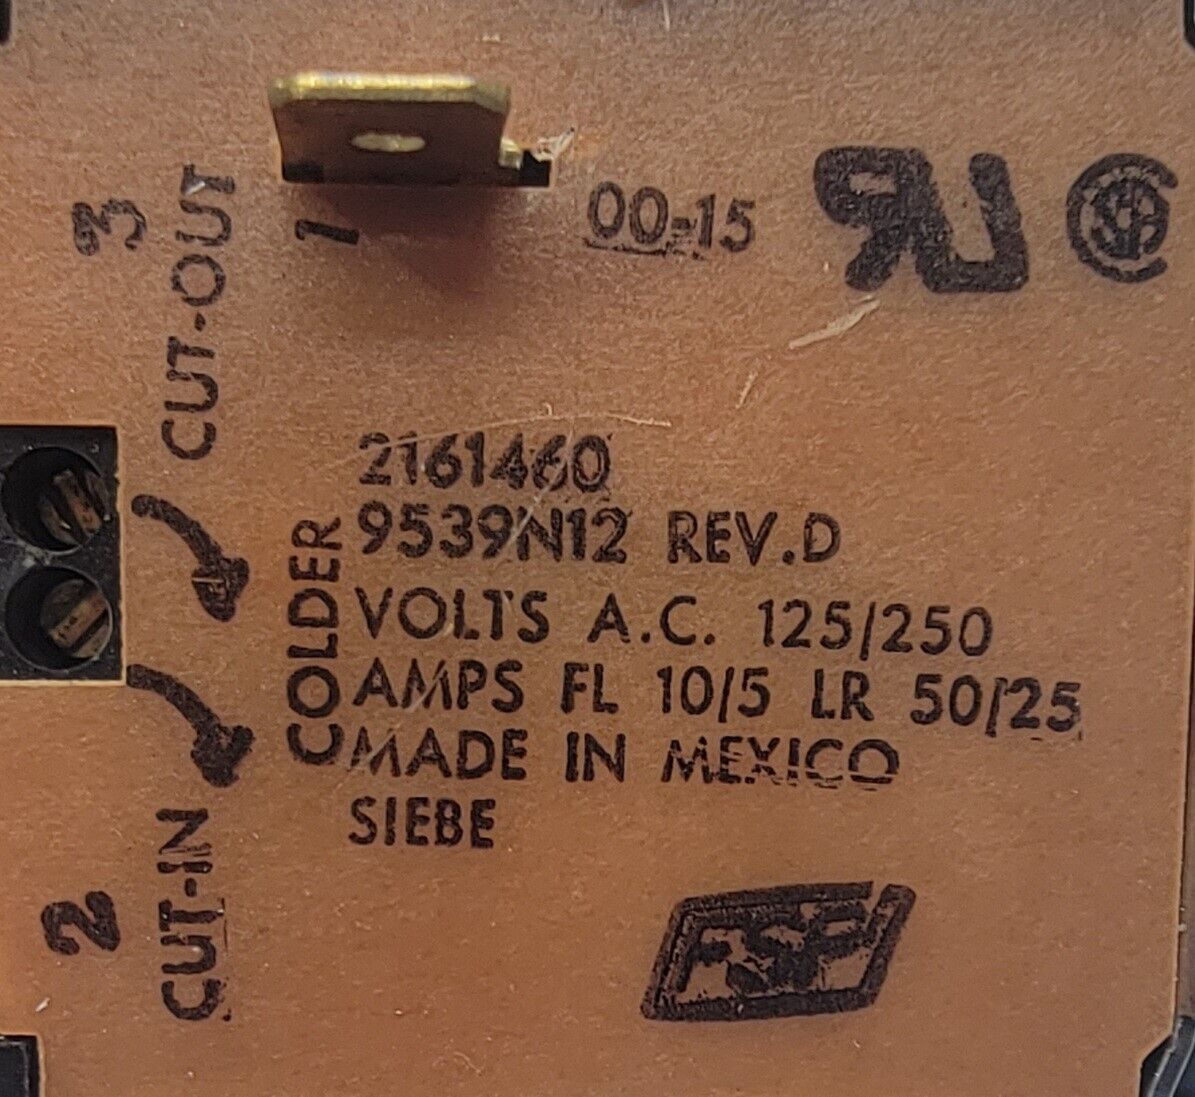 1
00-15
3
CUT-OUT
2161460
9539N12 REV.D
COLDER
VOLTS A.C. 125/250
AMPS FL 10/5 LR 50/25
MADE IN MEXICO
SIEBE
2
CUT-IN
FSP